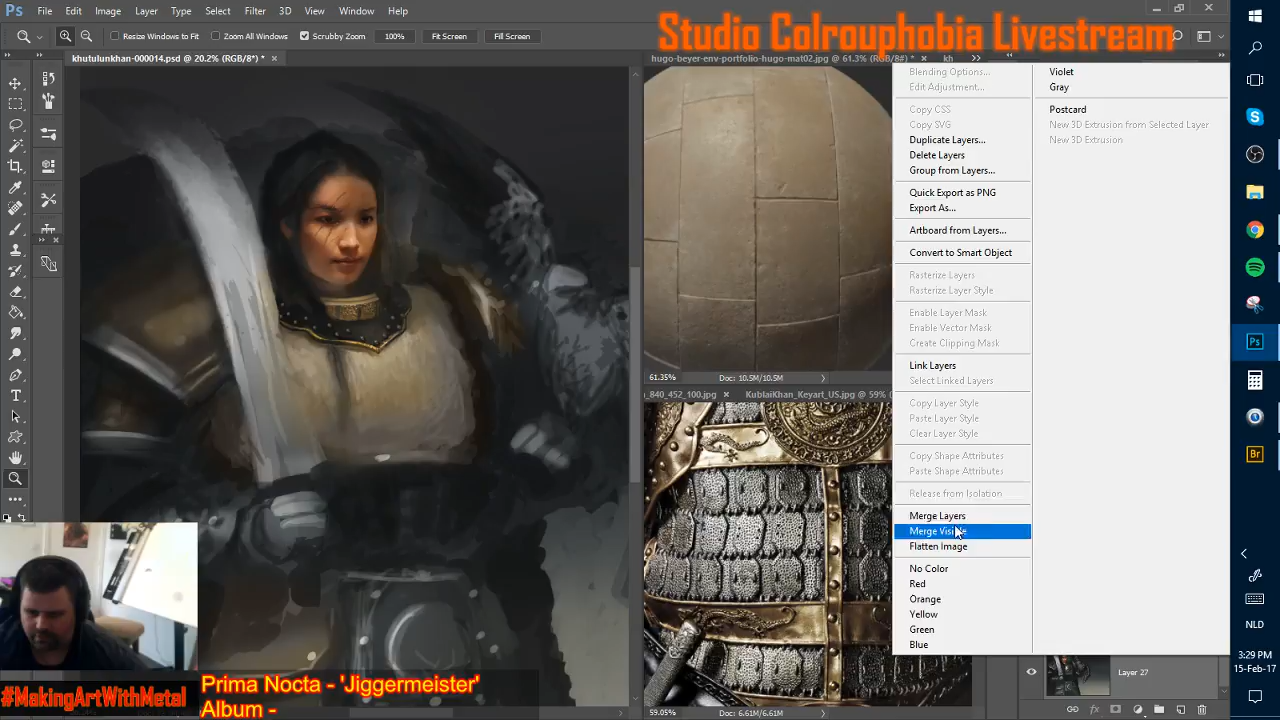 Ps File Edit Image Layer Type Select Filter 3D View Window Help
Studio Colrouphobia Livestream
Resize Windows to Fit Zoom All Windows Scrubby Zoom 100% Fit Screen Fill Screen
khutulunkhan-000014.psd @ 20.2% (RGB/8*) * ×
hugo-beyer-env-portfolio-hugo-mat02.jpg @ 61.3% (RGB/8#) * × kh
61.35% Doc: 10.5M/10.5M
_840_452_100.jpg × KublaiKhan_Keyart_US.jpg @ 59%
59.05% Doc: 6.61M/6.61M
Blending Options...
Edit Adjustment...
Copy CSS
Copy SVG
Duplicate Layers...
Delete Layers
Group from Layers...
Quick Export as PNG
Export As...
Artboard from Layers...
Convert to Smart Object
Rasterize Layers
Rasterize Layer Style
Enable Layer Mask
Enable Vector Mask
Create Clipping Mask
Link Layers
Select Linked Layers
Copy Layer Style
Paste Layer Style
Clear Layer Style
Copy Shape Attributes
Paste Shape Attributes
Release from Isolation
Merge Layers
Merge Visible
Flatten Image
No Color
Red
Orange
Yellow
Green
Blue
Violet
Gray
Postcard
New 3D Extrusion from Selected Layer
New 3D Extrusion
Layer 27
fx
Ps
Br
NLD
3:29 PM
15-Feb-17
#MakingArtWithMetal
Prima Nocta - 'Jiggermeister'
Album -